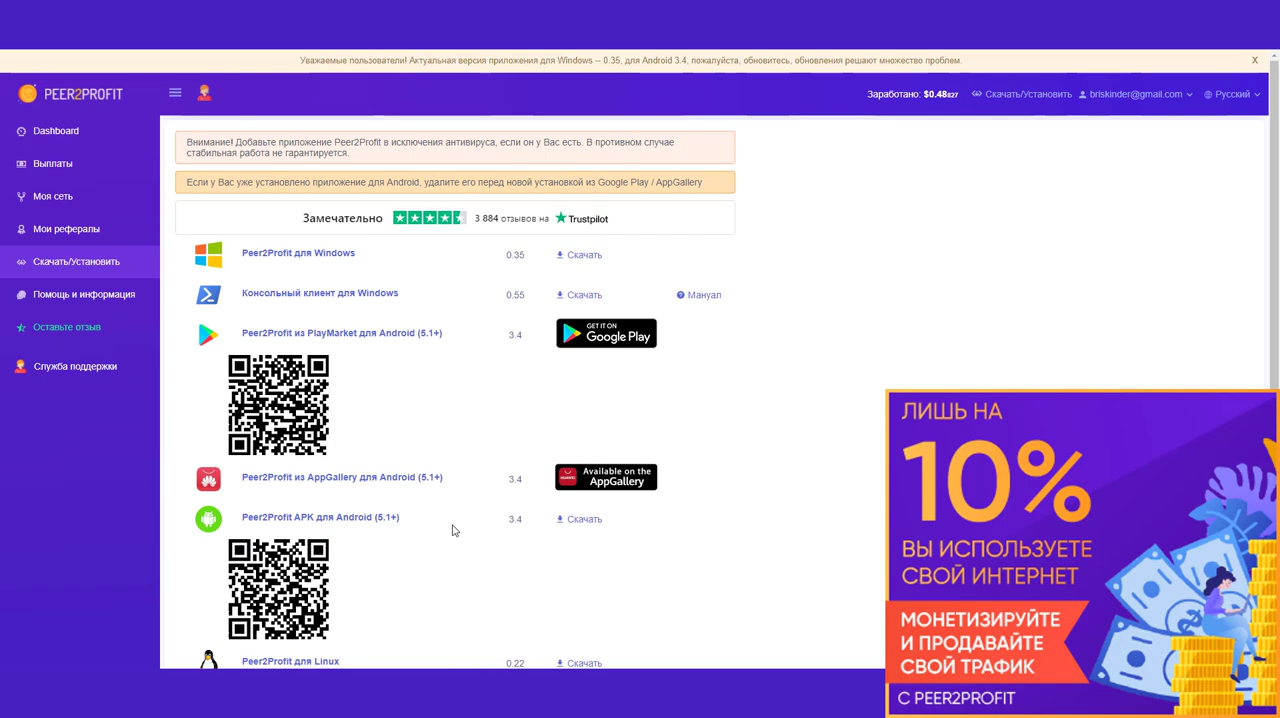 Уважаемые пользователи! Актуальная версия приложения для Windows -- 0.35, для Android 3.4, пожалуйста, обновитесь, обновления решают множество проблем.
X
PEER2PROFIT
Заработано: $0.48827
Скачать/Установить
briskinder@gmail.com
Русский
Dashboard
Выплаты
Моя сеть
Мои рефералы
Скачать/Установить
Помощь и информация
Оставьте отзыв
Служба поддержки
Внимание! Добавьте приложение Peer2Profit в исключения антивируса, если он у Вас есть. В противном случае
стабильная работа не гарантируется.
Если у Вас уже установлено приложение для Android, удалите его перед новой установкой из Google Play / AppGallery
Замечательно 3 884 отзывов на Trustpilot
Peer2Profit для Windows 0.35 Скачать
Консольный клиент для Windows 0.55 Скачать Мануал
Peer2Profit из PlayMarket для Android (5.1+) 3.4 GET IT ON
Google Play
Peer2Profit из AppGallery для Android (5.1+) 3.4 HUAWEI Available on the
AppGallery
Peer2Profit APK для Android (5.1+) 3.4 Скачать
Peer2Profit для Linux 0.22 Скачать
ЛИШЬ НА
10%
ВЫ ИСПОЛЬЗУЕТЕ
СВОЙ ИНТЕРНЕТ
МОНЕТИЗИРУЙТЕ
И ПРОДАВАЙТЕ
СВОЙ ТРАФИК
С PEER2PROFIT